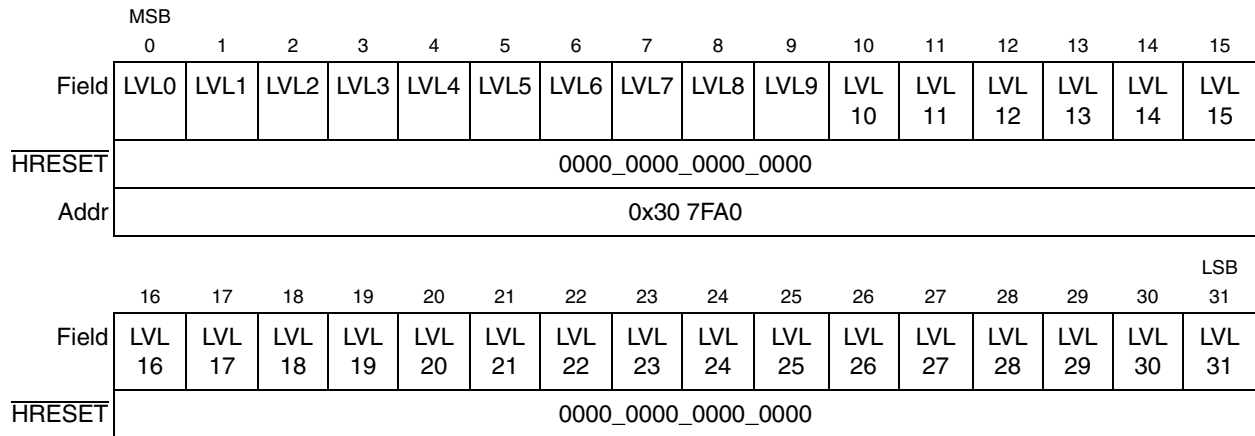 MSB
0 1 2 3 4 5 6 7 8 9 10 11 12 13 14 15
Field LVL0 LVL1 LVL2 LVL3 LVL4 LVL5 LVL6 LVL7 LVL8 LVL9 LVL 10 LVL 11 LVL 12 LVL 13 LVL 14 LVL 15
HRESET 0000_0000_0000_0000
Addr 0x30 7FA0
LSB
16 17 18 19 20 21 22 23 24 25 26 27 28 29 30 31
Field LVL 16 LVL 17 LVL 18 LVL 19 LVL 20 LVL 21 LVL 22 LVL 23 LVL 24 LVL 25 LVL 26 LVL 27 LVL 28 LVL 29 LVL 30 LVL 31
HRESET 0000_0000_0000_0000